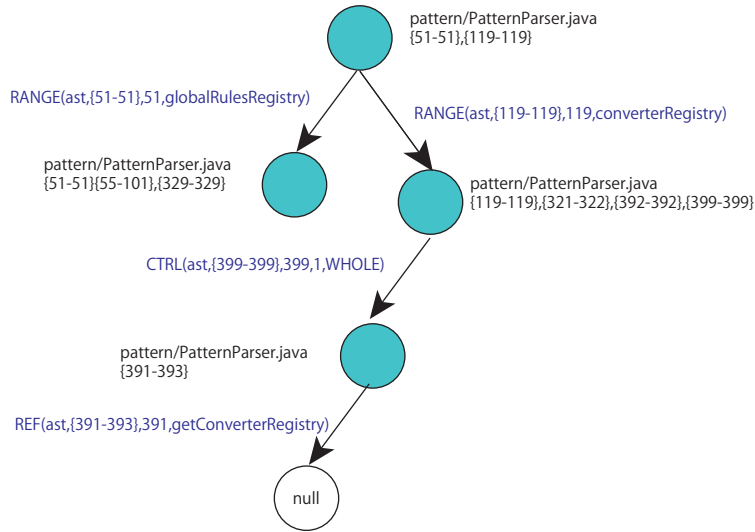 pattern/PatternParser.java
{51-51},{119-119}
RANGE(ast,{51-51},51,globalRulesRegistry)
RANGE(ast,{119-119},119,converterRegistry)
pattern/PatternParser.java
{51-51}{55-101},{329-329}
pattern/PatternParser.java
{119-119},{321-322},{392-392},{399-399}
CTRL(ast,{399-399},399,1,WHOLE)
pattern/PatternParser.java
{391-393}
REF(ast,{391-393},391,getConverterRegistry)
null